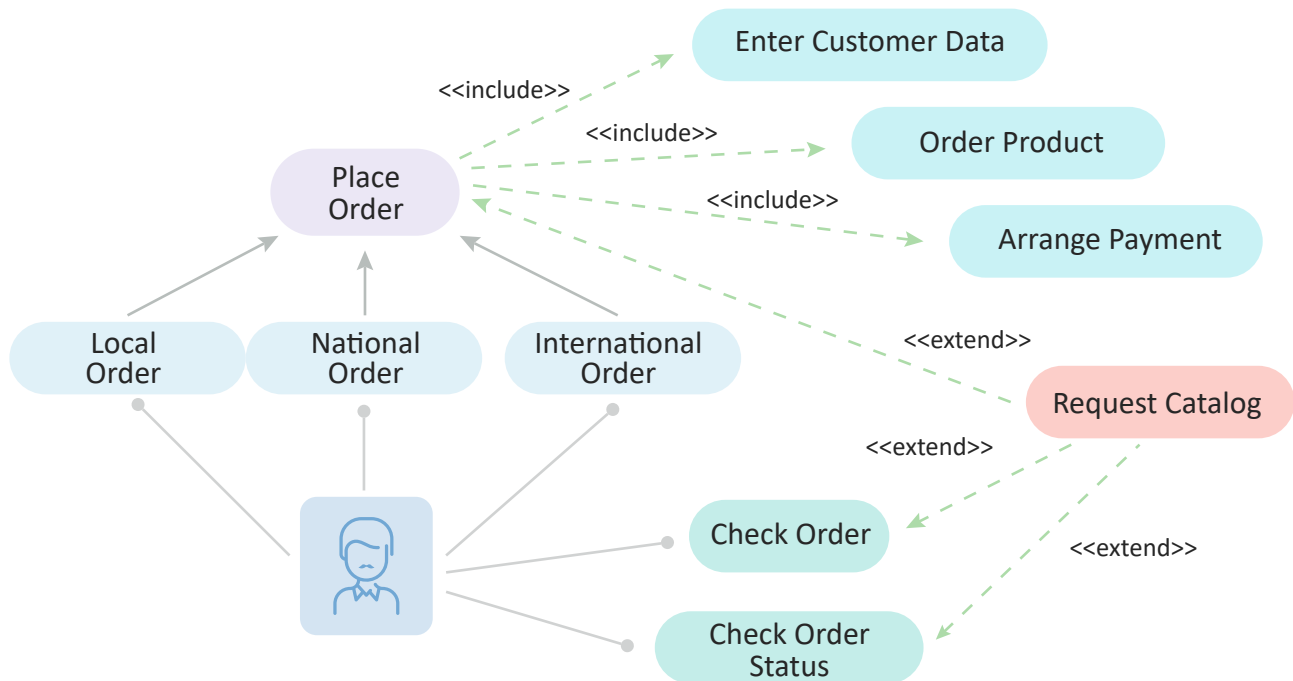 Enter Customer Data
<<include>>
<<include>>
Order Product
Place
Order
<<include>>
Arrange Payment
Local
Order
National
Order
International
Order
<<extend>>
Request Catalog
<<extend>>
Check Order
<<extend>>
Check Order
Status